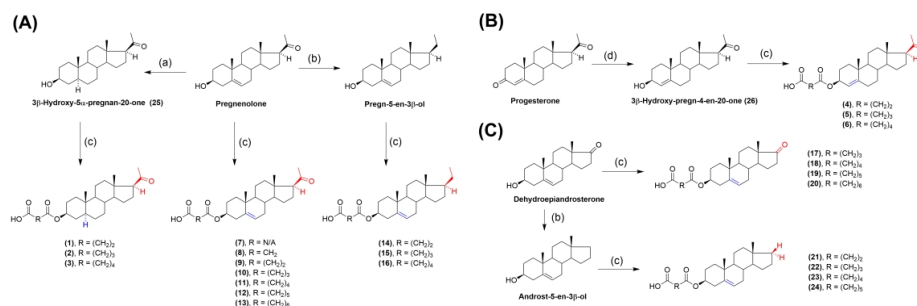 (A)
(a)
(b)
3β-Hydroxy-5α-pregnan-20-one (25)
Pregnenolone
Pregn-5-en-3β-ol
(c)
(c)
(c)
(1), R = (CH₂)₂
(2), R = (CH₂)₃
(3), R = (CH₂)₄
(7), R = N/A
(8), R = CH₂
(9), R = (CH₂)₂
(10), R = (CH₂)₃
(11), R = (CH₂)₄
(12), R = (CH₂)₅
(13), R = (CH₂)₆
(14), R = (CH₂)₂
(15), R = (CH₂)₃
(16), R = (CH₂)₄
(B)
(d)
(c)
Progesterone
3β-Hydroxy-pregn-4-en-20-one (26)
(4), R = (CH₂)₂
(5), R = (CH₂)₃
(6), R = (CH₂)₄
(C)
(c)
Dehydroepiandrosterone
(17), R = (CH₂)₃
(18), R = (CH₂)₄
(19), R = (CH₂)₅
(20), R = (CH₂)₆
(b)
(c)
Androst-5-en-3β-ol
(21), R = (CH₂)₂
(22), R = (CH₂)₃
(23), R = (CH₂)₄
(24), R = (CH₂)₅